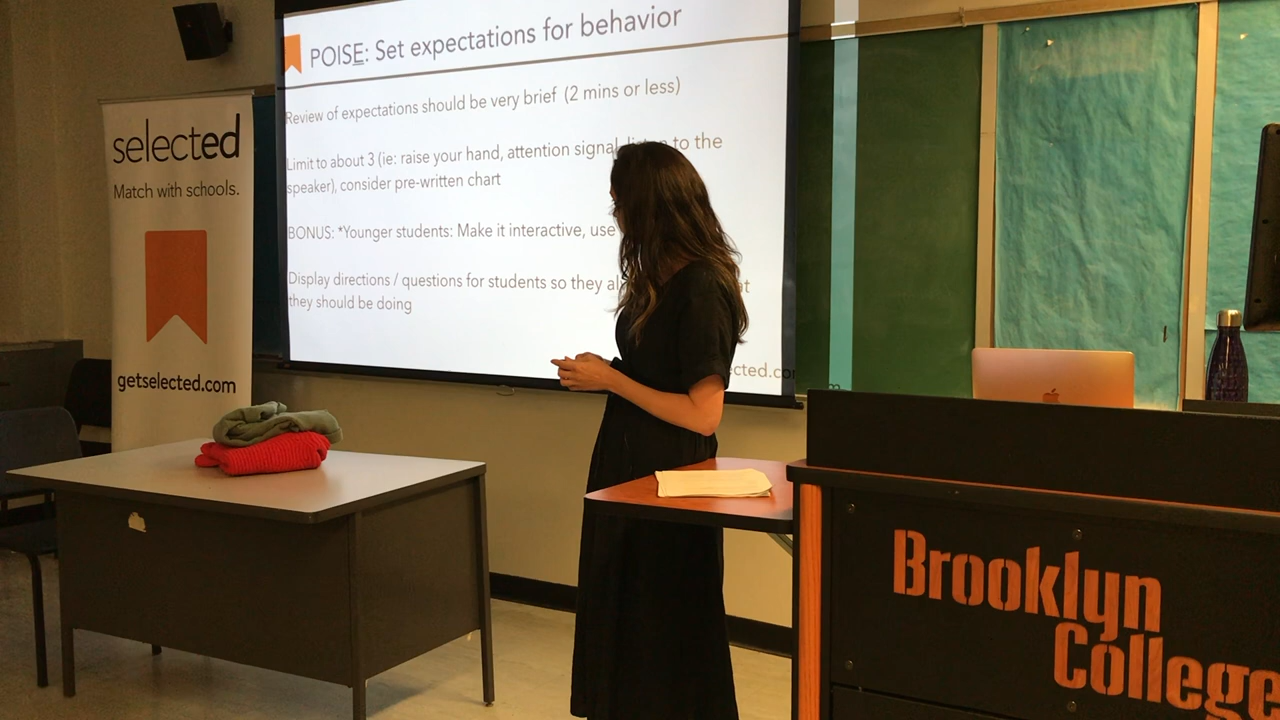 selected
Match with schools.
getselected.com
POISE: Set expectations for behavior
Review of expectations should be very brief (2 mins or less)
Limit to about 3 (ie: raise your hand, attention signal, listen to the
speaker), consider pre-written chart
BONUS: *Younger students: Make it interactive, use
Display directions / questions for students so they
they should be doing
Brooklyn
College